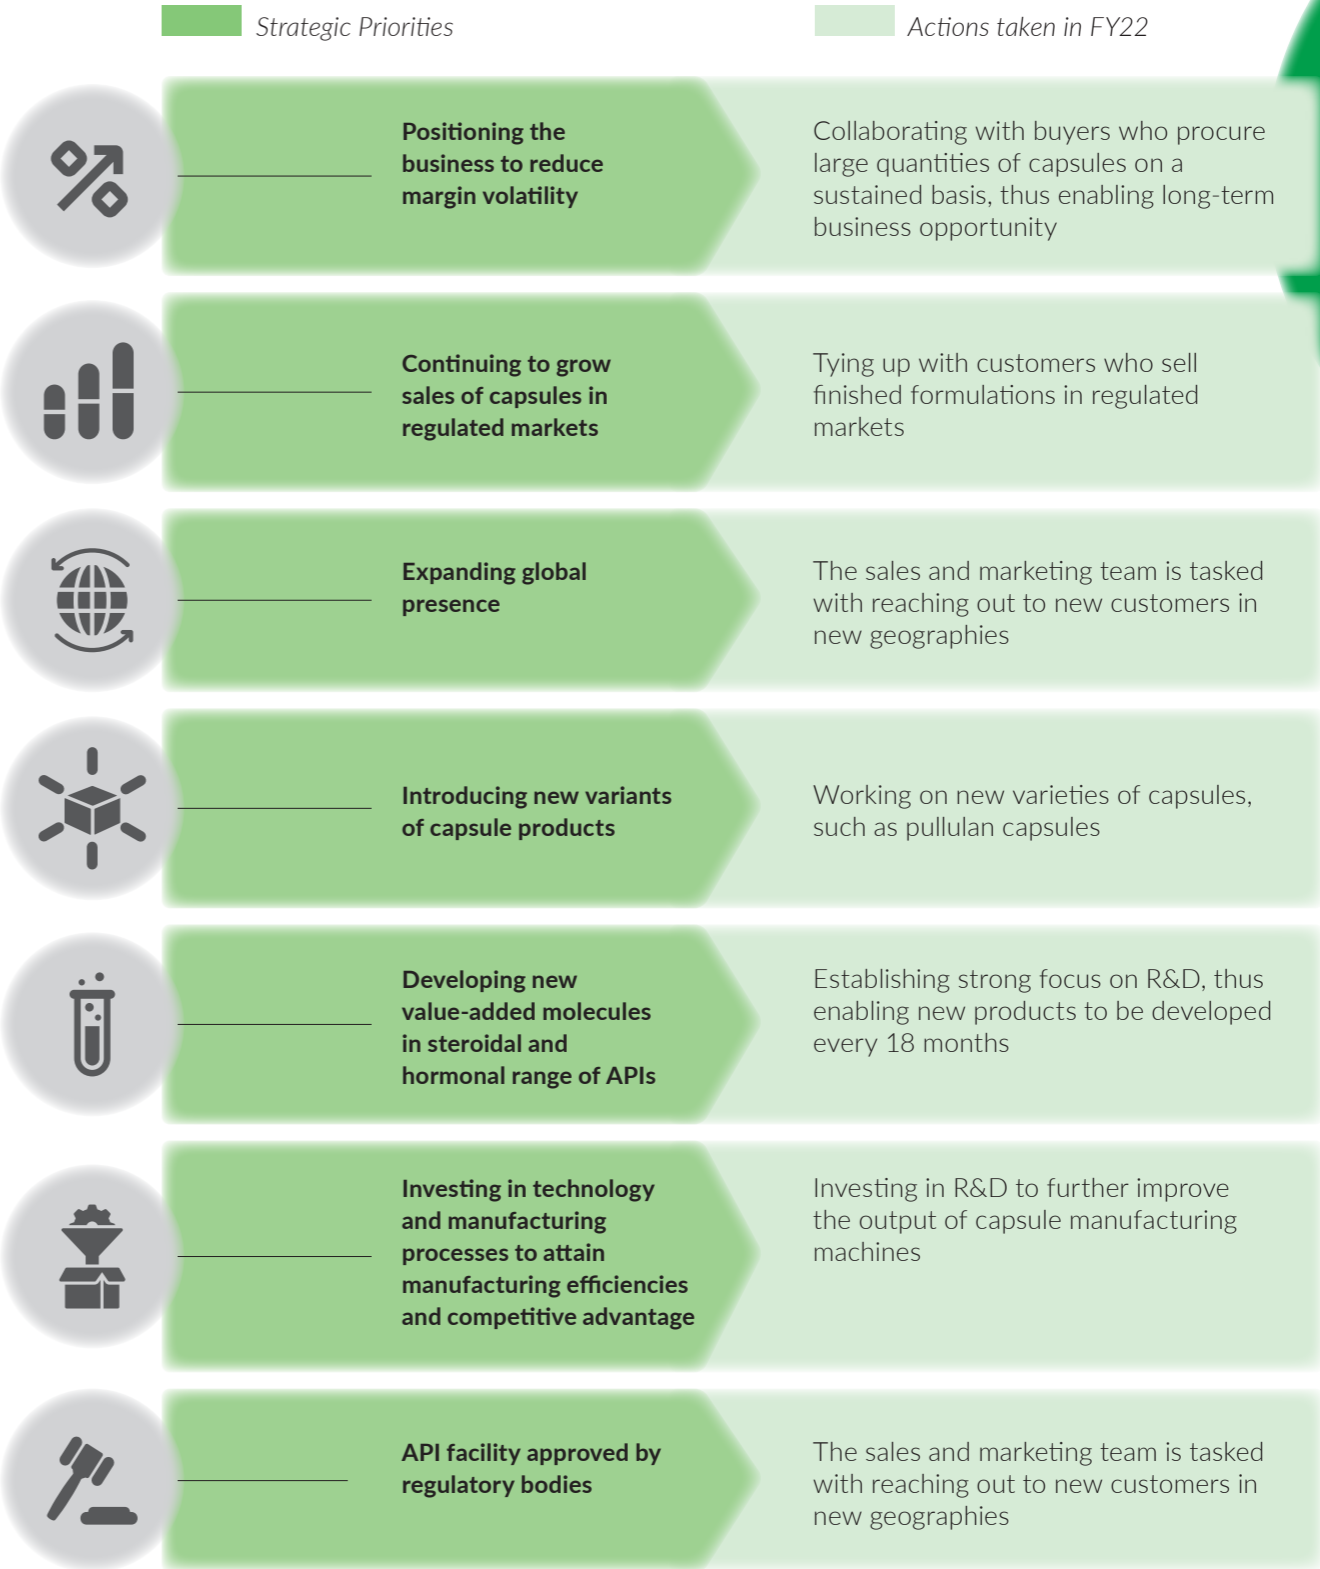 Strategic Priorities
Actions taken in FY22
Positioning the
business to reduce
margin volatility
Collaborating with buyers who procure
large quantities of capsules on a
sustained basis, thus enabling long-term
business opportunity
Continuing to grow
sales of capsules in
regulated markets
Tying up with customers who sell
finished formulations in regulated
markets
Expanding global
presence
The sales and marketing team is tasked
with reaching out to new customers in
new geographies
Introducing new variants
of capsule products
Working on new varieties of capsules,
such as pullulan capsules
Developing new
value-added molecules
in steroidal and
hormonal range of APIs
Establishing strong focus on R&D, thus
enabling new products to be developed
every 18 months
Investing in technology
and manufacturing
processes to attain
manufacturing efficiencies
and competitive advantage
Investing in R&D to further improve
the output of capsule manufacturing
machines
API facility approved by
regulatory bodies
The sales and marketing team is tasked
with reaching out to new customers in
new geographies